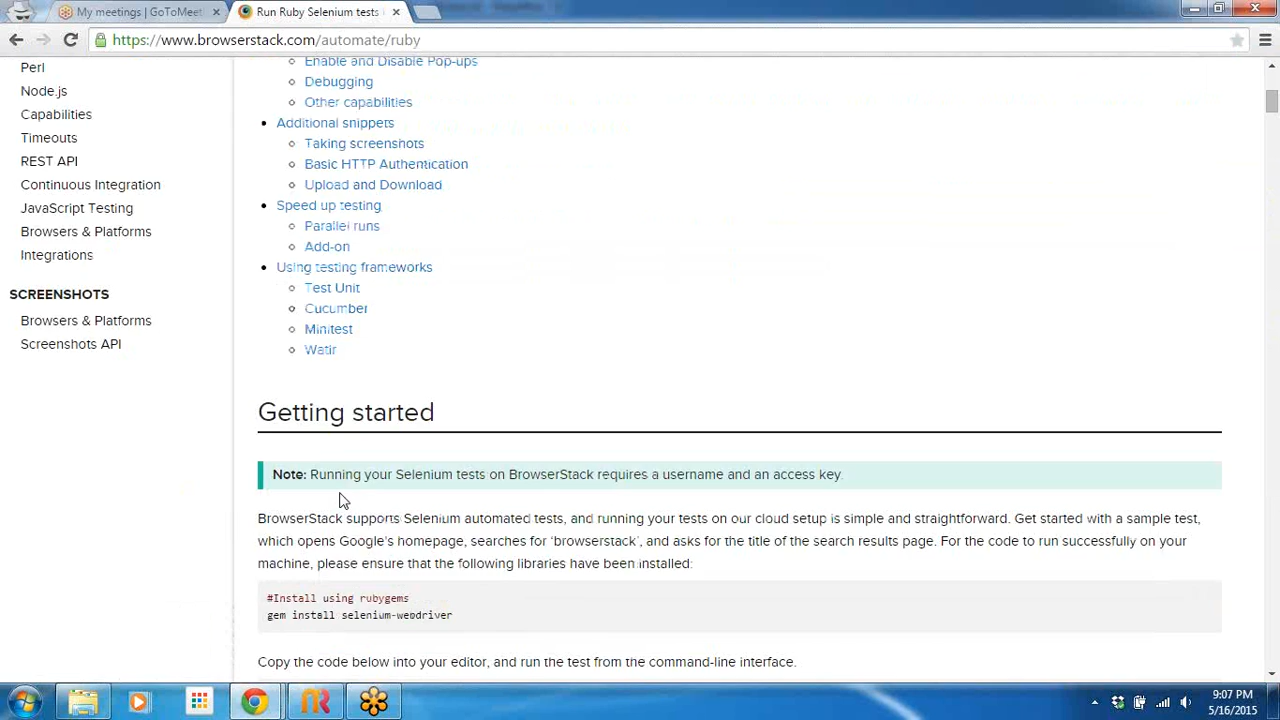 My meetings | GoToMeet
Run Ruby Selenium tests
https://www.browserstack.com/automate/ruby
Perl
Node.js
Capabilities
Timeouts
REST API
Continuous Integration
JavaScript Testing
Browsers & Platforms
Integrations
SCREENSHOTS
Browsers & Platforms
Screenshots API
Enable and Disable Pop-ups
Debugging
Other capabilities
Additional snippets
Taking screenshots
Basic HTTP Authentication
Upload and Download
Speed up testing
Parallel runs
Add-on
Using testing frameworks
Test Unit
Cucumber
Minitest
Watir
Getting started
Note: Running your Selenium tests on BrowserStack requires a username and an access key.
BrowserStack supports Selenium automated tests, and running your tests on our cloud setup is simple and straightforward. Get started with a sample test,
which opens Google's homepage, searches for 'browserstack', and asks for the title of the search results page. For the code to run successfully on your
machine, please ensure that the following libraries have been installed:
#Install using rubygems
gem install selenium-webdriver
Copy the code below into your editor, and run the test from the command-line interface.
9:07 PM
5/16/2015